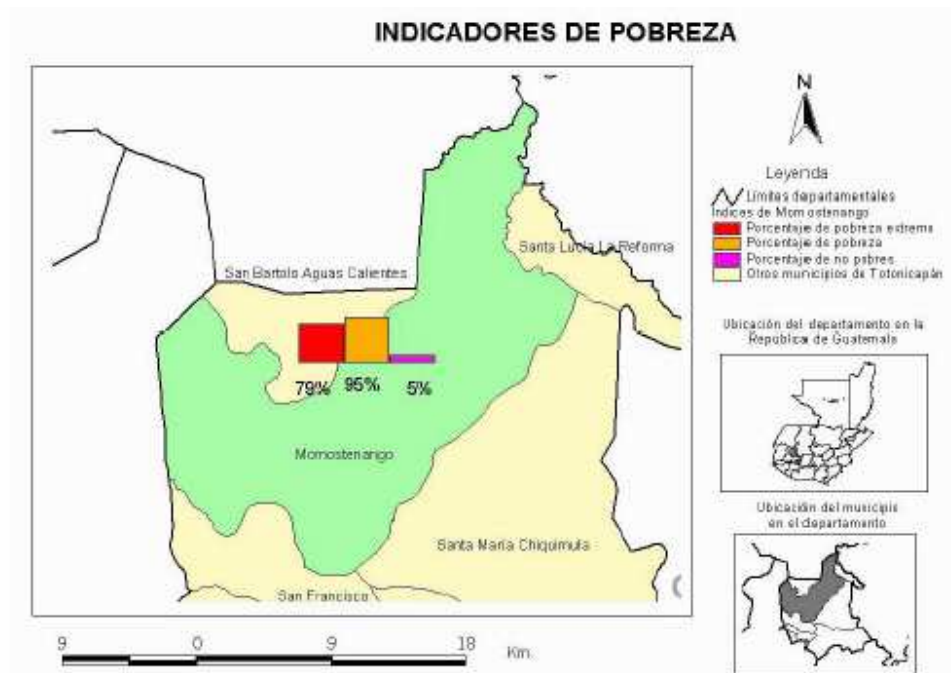 INDICADORES DE POBREZA
N
Leyenda
Límites departamentales
Indices de Momostenango
Porcentaje de pobreza extrema
Porcentaje de pobreza
Porcentaje de no pobres
Otros municipios de Totonicapán
Santa Lucía La Reforma
San Bartolo Aguas Calientes
79%
95%
5%
Momostenango
Santa María Chiquimula
San Francisco
Ubicación del departamento en la
República de Guatemala
Ubicación del municipio
en el departamento
9 0 9 18 Km.